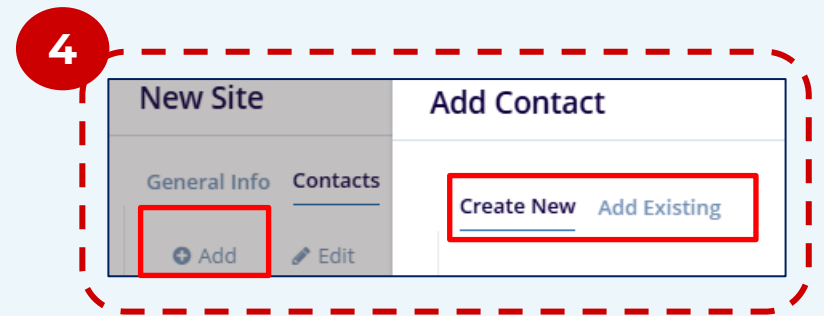 4
New Site
Add Contact
General Info Contacts
Create New Add Existing
Add Edit